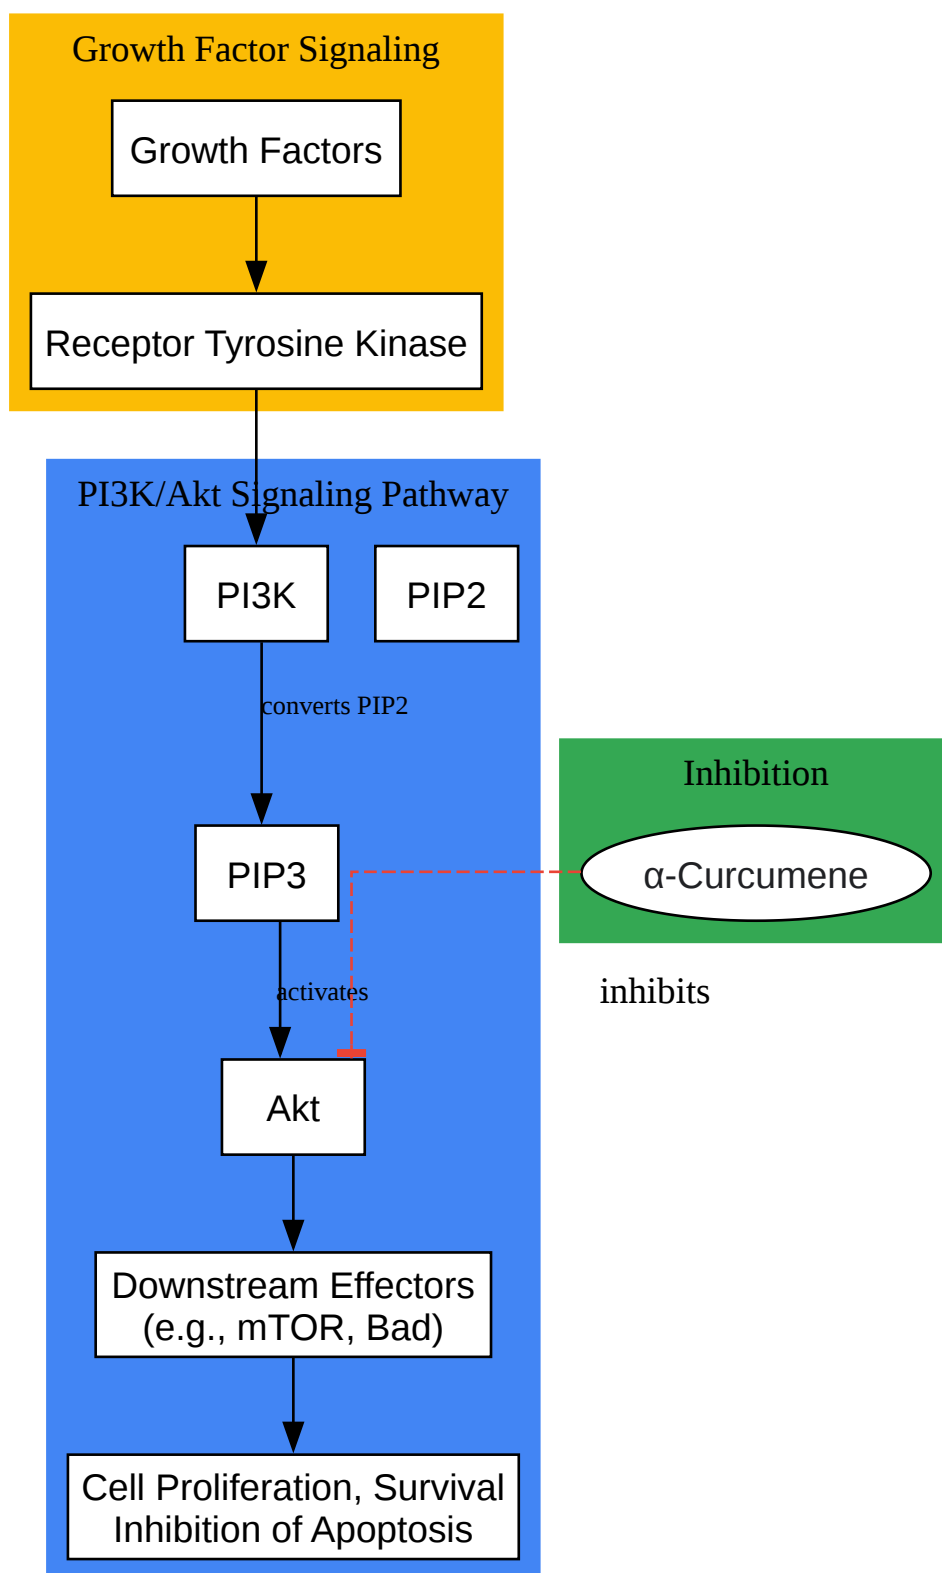 Growth Factor Signaling
Growth Factors
Receptor Tyrosine Kinase
PI3K/Akt Signaling Pathway
PI3K
PIP2
converts PIP2
Inhibition
PIP3
α-Curcumene
activates
inhibits
Akt
Downstream Effectors
(e.g., mTOR, Bad)
Cell Proliferation, Survival
Inhibition of Apoptosis